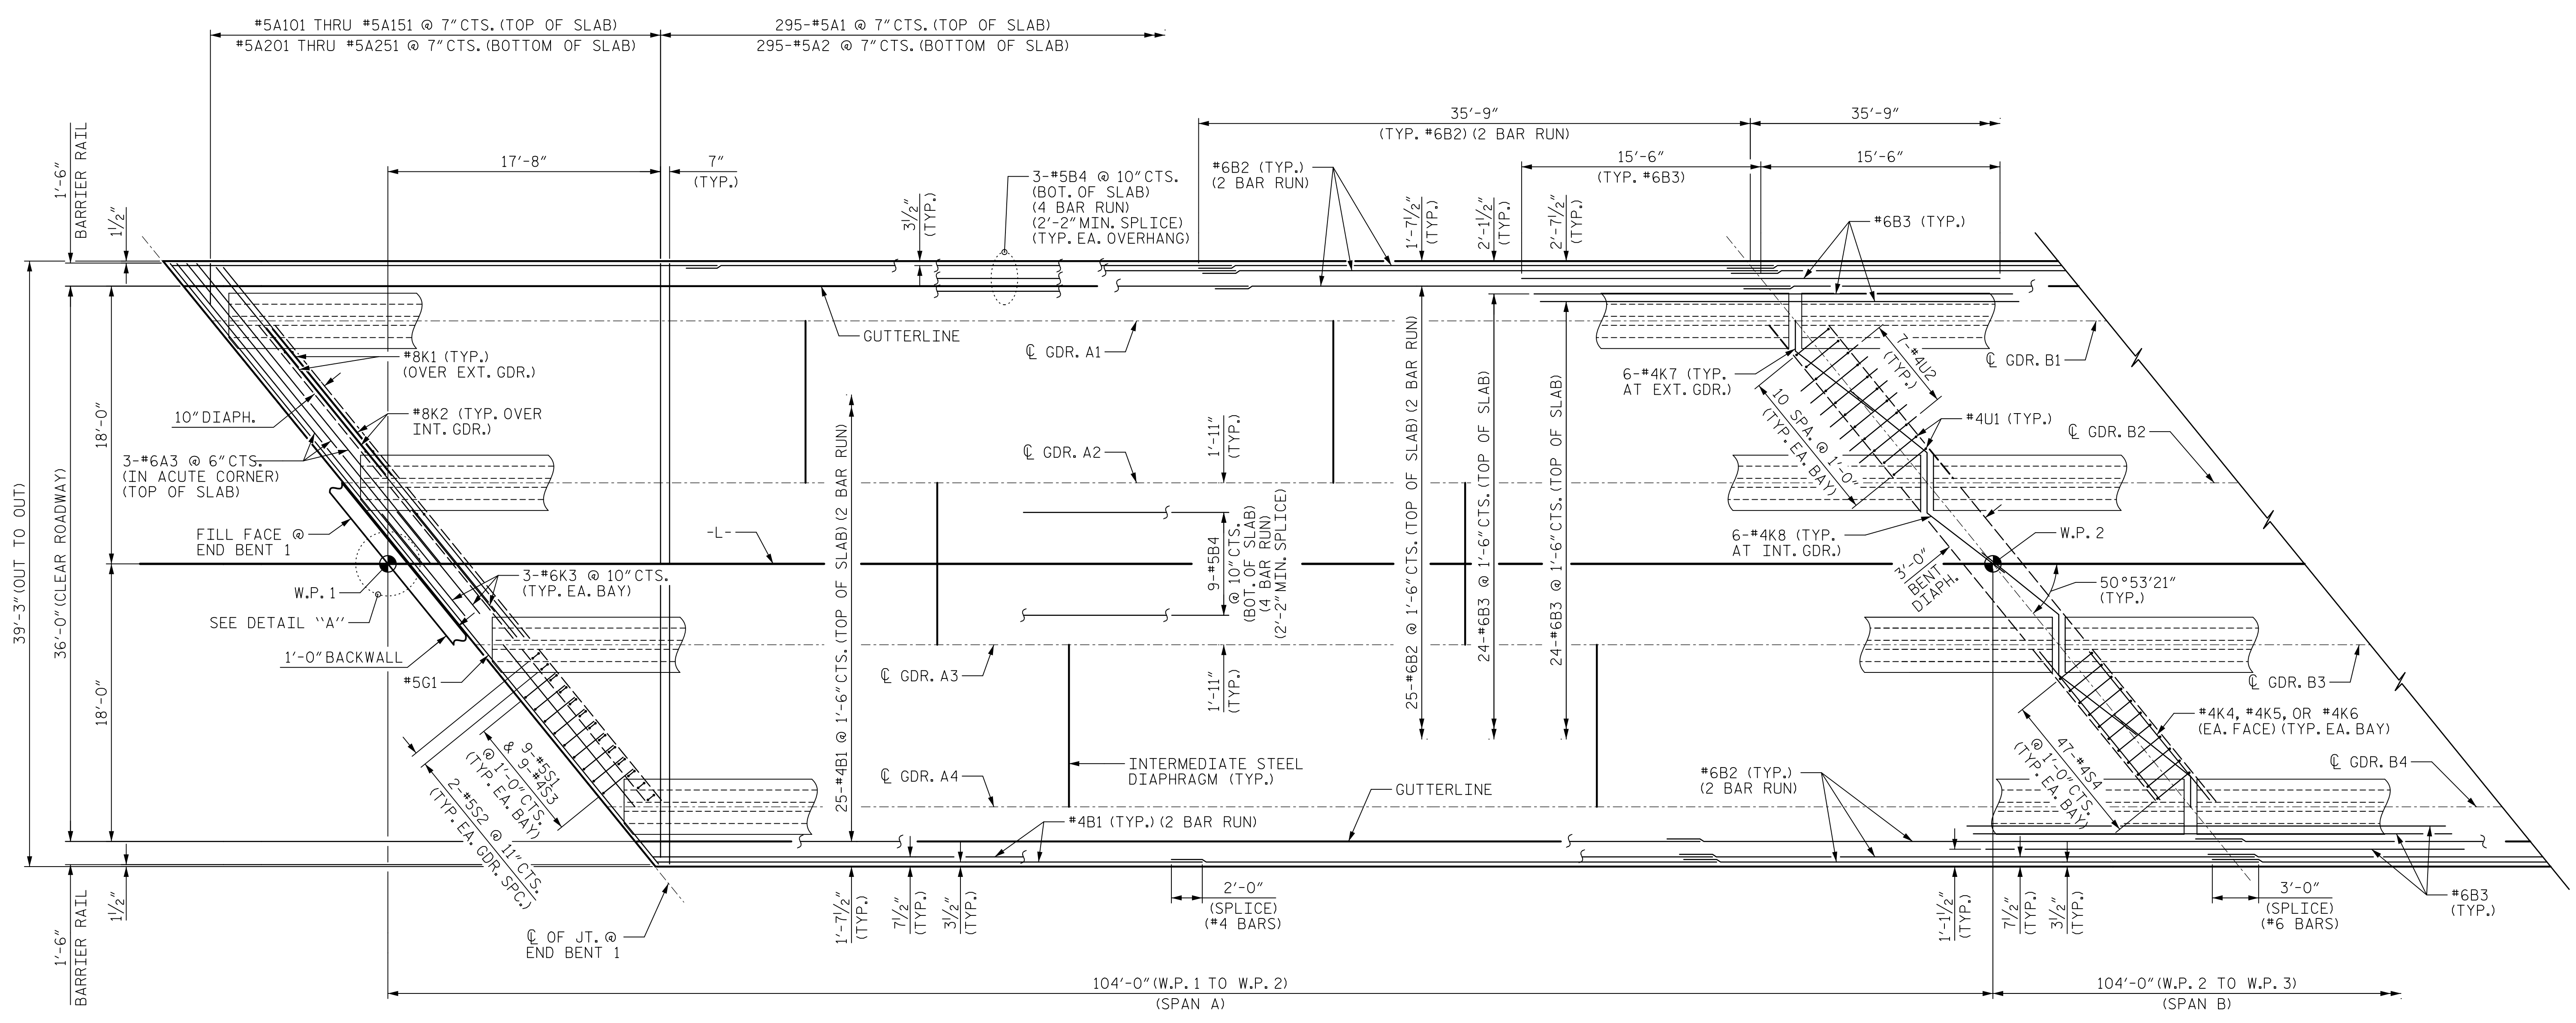 #5A101 THRU #5A151 @ 7" CTS. (TOP OF SLAB)
#5A201 THRU #5A251 @ 7" CTS. (BOTTOM OF SLAB)
295-#5A1 @ 7" CTS. (TOP OF SLAB)
295-#5A2 @ 7" CTS. (BOTTOM OF SLAB)
35'-9"
(TYP. #6B2) (2 BAR RUN)
35'-9"
1'-6"
BARRIER RAIL
1½"
17'-8"
7"
(TYP.)
3½"
(TYP.)
3-#5B4 @ 10" CTS.
(BOT. OF SLAB)
(4 BAR RUN)
(2'-2" MIN. SPLICE)
(TYP. EA. OVERHANG)
#6B2 (TYP.)
(2 BAR RUN)
1'-7½"
(TYP.)
15'-6"
(TYP. #6B3)
15'-6"
2'-1½"
(TYP.)
2'-7½"
(TYP.)
#6B3 (TYP.)
39'-3" (OUT TO OUT)
36'-0" (CLEAR ROADWAY)
18'-0"
18'-0"
GUTTERLINE
℄ GDR. A1
℄ GDR. B1
#8K1 (TYP.)
(OVER EXT. GDR.)
10" DIAPH.
#8K2 (TYP. OVER
INT. GDR.)
3-#6A3 @ 6" CTS.
(IN ACUTE CORNER)
(TOP OF SLAB)
FILL FACE @
END BENT 1
W.P. 1
SEE DETAIL "A"
1'-0" BACKWALL
#5G1
3-#6K3 @ 10" CTS.
(TYP. EA. BAY)
25-#4B1 @ 1'-6" CTS. (TOP OF SLAB) (2 BAR RUN)
℄ GDR. A2
-L-
1'-11"
(TYP.)
9-#5B4
@ 10" CTS.
(BOT. OF SLAB)
(4 BAR RUN)
(2'-2" MIN. SPLICE)
1'-11"
(TYP.)
25-#6B2 @ 1'-6" CTS. (TOP OF SLAB) (2 BAR RUN)
24-#6B3 @ 1'-6" CTS. (TOP OF SLAB)
24-#6B3 @ 1'-6" CTS. (TOP OF SLAB)
6-#4K7 (TYP.
AT EXT. GDR.)
7-#4U2
(TYP.)
10 SPA. @ 1'-0"
(TYP. EA. BAY)
#4U1 (TYP.)
℄ GDR. B2
6-#4K8 (TYP.
AT INT. GDR.)
3'-0"
BENT
DIAPH.
W.P. 2
50°53'21"
(TYP.)
℄ GDR. A3
℄ GDR. B3
#4K4, #4K5, OR #4K6
(EA. FACE) (TYP. EA. BAY)
47-#4S4
@ 1'-0" CTS.
(TYP. EA. BAY)
℄ GDR. A4
℄ GDR. B4
INTERMEDIATE STEEL
DIAPHRAGM (TYP.)
9-#5S1
& 9-#4S3
@ 1'-0" CTS.
(TYP. EA. BAY)
2-#5S2 @ 11" CTS.
(TYP. EA. GDR. SPC.)
#6B2 (TYP.)
(2 BAR RUN)
GUTTERLINE
#4B1 (TYP.) (2 BAR RUN)
1½"
1'-6"
BARRIER RAIL
℄ OF JT. @
END BENT 1
1'-7½"
(TYP.)
7½"
(TYP.)
3½"
(TYP.)
2'-0"
(SPLICE)
(#4 BARS)
1'-1½"
(TYP.)
7½"
(TYP.)
3½"
(TYP.)
3'-0"
(SPLICE)
(#6 BARS)
#6B3
(TYP.)
104'-0" (W.P. 1 TO W.P. 2)
(SPAN A)
104'-0" (W.P. 2 TO W.P. 3)
(SPAN B)